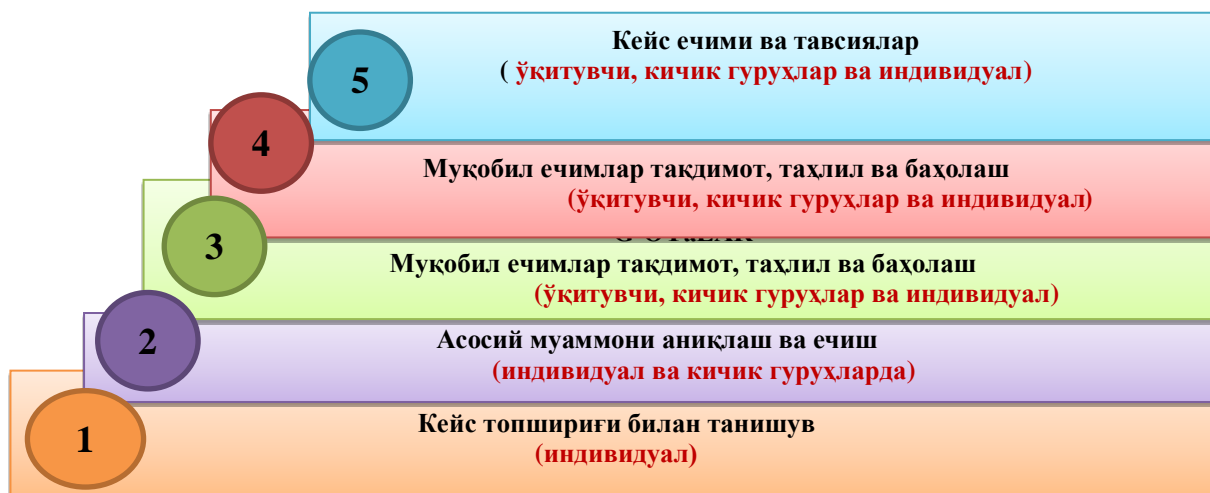 5
Кейс ечими ва тавсиялар
( ўқитувчи, кичик гуруҳлар ва индивидуал)
4
Муқобил ечимлар тақдимот, таҳлил ва баҳолаш
(ўқитувчи, кичик гуруҳлар ва индивидуал)
3
Муқобил ечимлар тақдимот, таҳлил ва баҳолаш
(ўқитувчи, кичик гуруҳлар ва индивидуал)
2
Асосий муаммони аниқлаш ва ечиш
(индивидуал ва кичик гуруҳларда)
1
Кейс топшириғи билан танишув
(индивидуал)